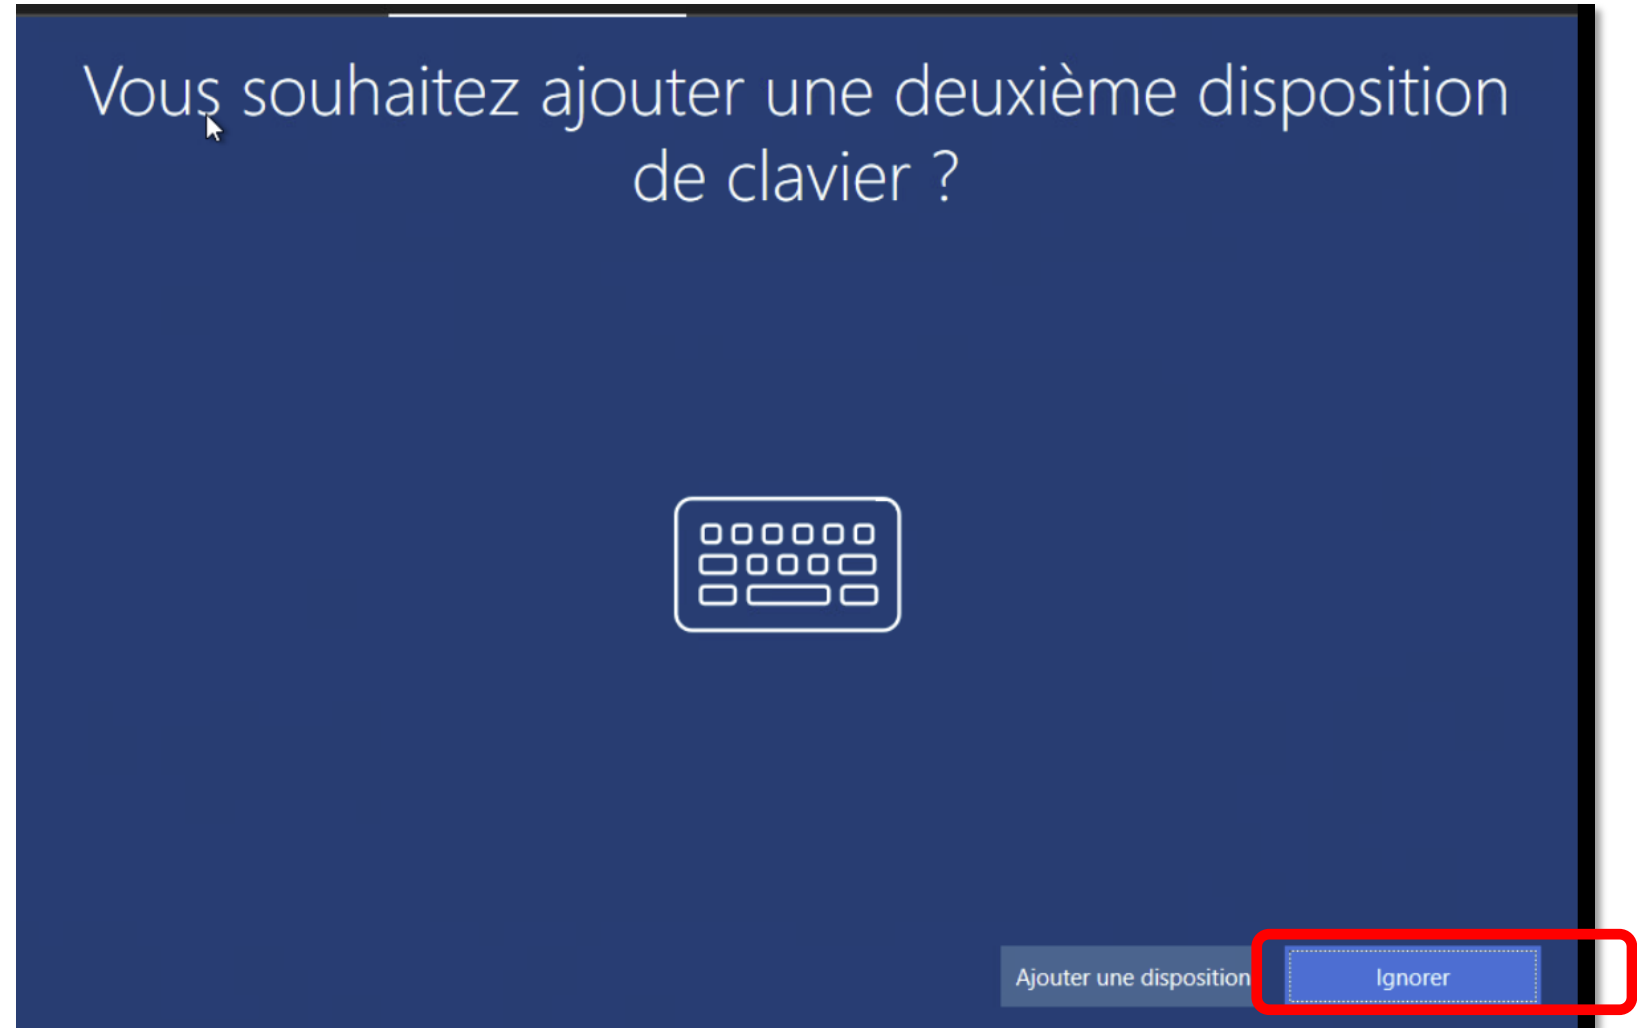 Vous souhaitez ajouter une deuxième disposition
de clavier ?
Ajouter une disposition
Ignorer